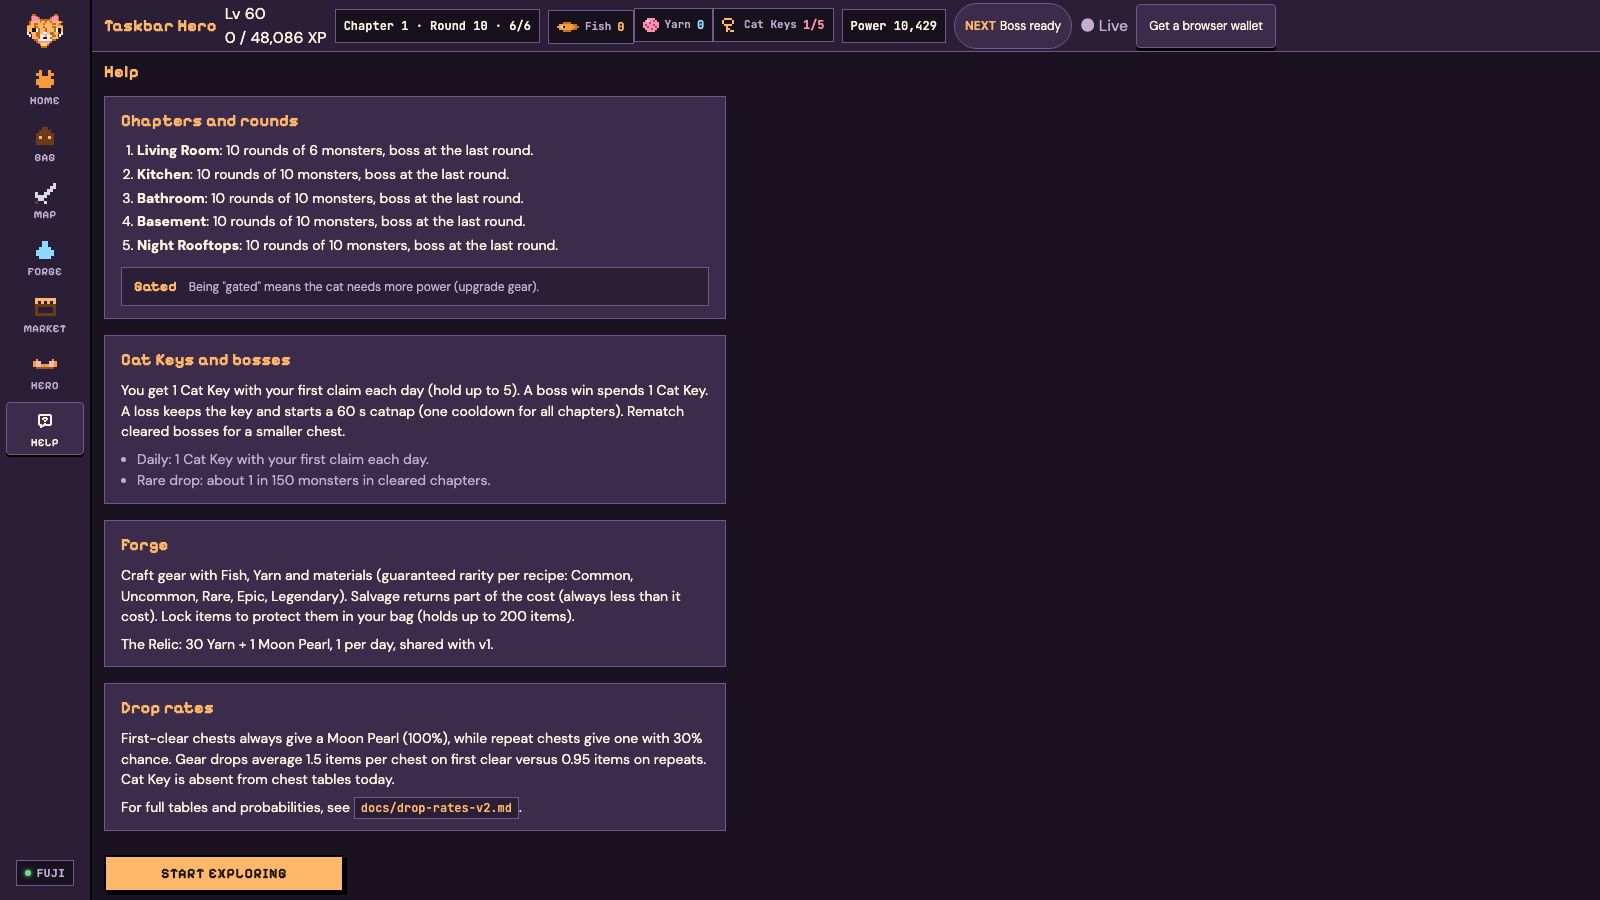 Taskbar Hero
Lv 60
0 / 48,086 XP
Chapter 1 · Round 10 · 6/6
Fish 0
Yarn 0
Cat Keys 1/5
Power 10,429
NEXT Boss ready
Live
Get a browser wallet
HOME
BAG
MAP
FORGE
MARKET
HERO
HELP
FUJI
Help
Chapters and rounds
1. Living Room: 10 rounds of 6 monsters, boss at the last round.
2. Kitchen: 10 rounds of 10 monsters, boss at the last round.
3. Bathroom: 10 rounds of 10 monsters, boss at the last round.
4. Basement: 10 rounds of 10 monsters, boss at the last round.
5. Night Rooftops: 10 rounds of 10 monsters, boss at the last round.
Gated Being "gated" means the cat needs more power (upgrade gear).
Cat Keys and bosses
You get 1 Cat Key with your first claim each day (hold up to 5). A boss win spends 1 Cat Key.
A loss keeps the key and starts a 60 s catnap (one cooldown for all chapters). Rematch
cleared bosses for a smaller chest.
• Daily: 1 Cat Key with your first claim each day.
• Rare drop: about 1 in 150 monsters in cleared chapters.
Forge
Craft gear with Fish, Yarn and materials (guaranteed rarity per recipe: Common,
Uncommon, Rare, Epic, Legendary). Salvage returns part of the cost (always less than it
cost). Lock items to protect them in your bag (holds up to 200 items).
The Relic: 30 Yarn + 1 Moon Pearl, 1 per day, shared with v1.
Drop rates
First-clear chests always give a Moon Pearl (100%), while repeat chests give one with 30%
chance. Gear drops average 1.5 items per chest on first clear versus 0.95 items on repeats.
Cat Key is absent from chest tables today.
For full tables and probabilities, see docs/drop-rates-v2.md.
START EXPLORING